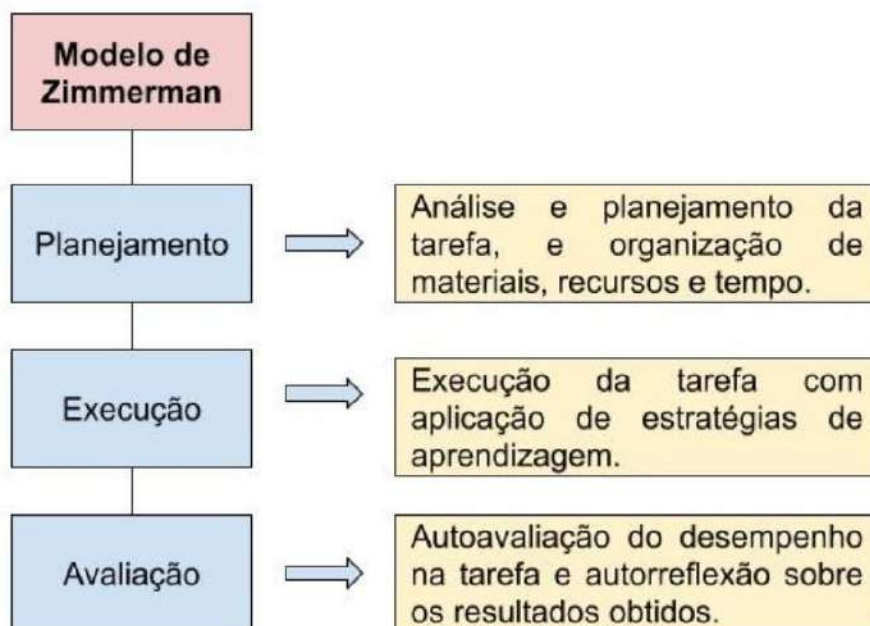 Modelo de
Zimmerman
Planejamento
Análise e planejamento da
tarefa, e organização de
materiais, recursos e tempo.
Execução
Execução da tarefa com
aplicação de estratégias de
aprendizagem.
Avaliação
Autoavaliação do desempenho
na tarefa e autorreflexão sobre
os resultados obtidos.